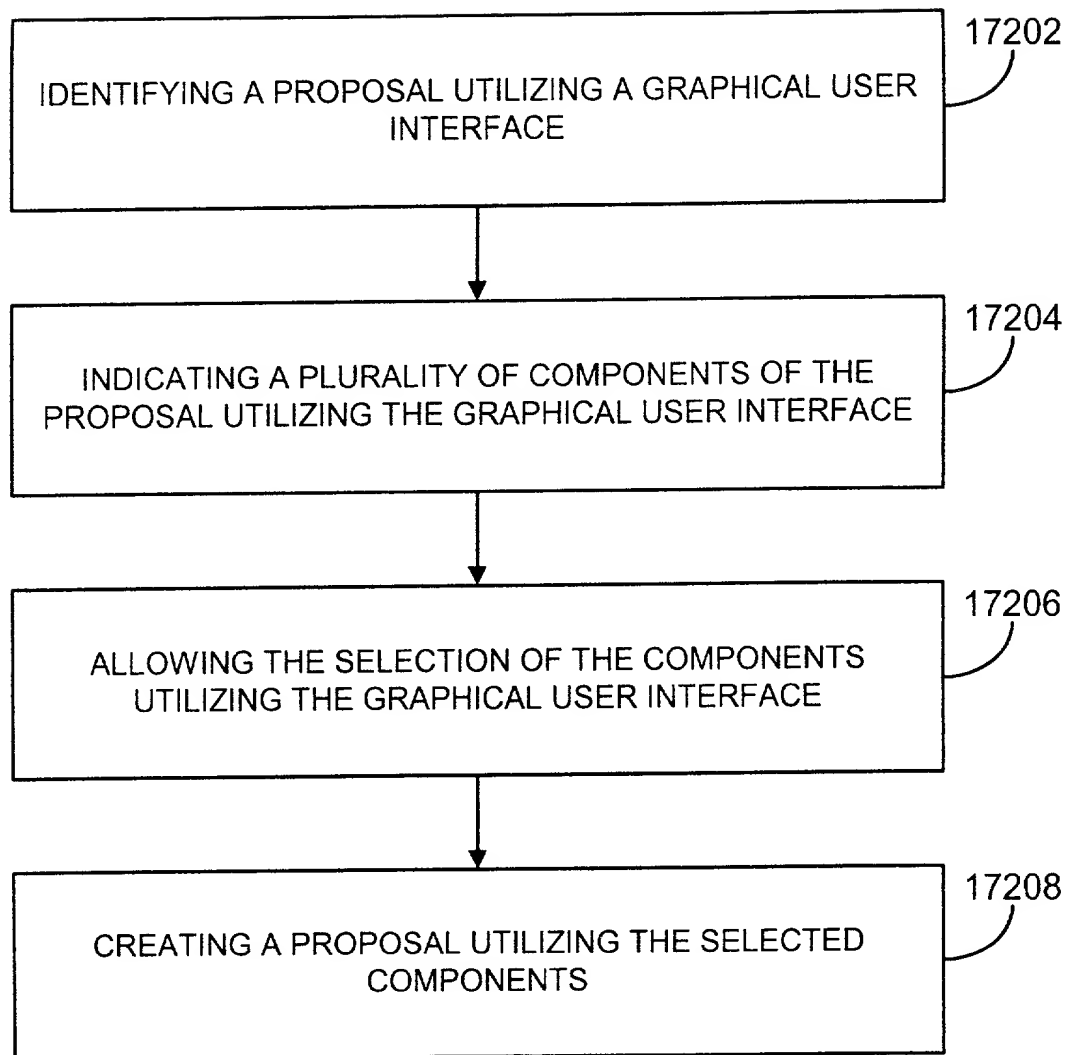 17202
IDENTIFYING A PROPOSAL UTILIZING A GRAPHICAL USER
INTERFACE
17204
INDICATING A PLURALITY OF COMPONENTS OF THE
PROPOSAL UTILIZING THE GRAPHICAL USER INTERFACE
17206
ALLOWING THE SELECTION OF THE COMPONENTS
UTILIZING THE GRAPHICAL USER INTERFACE
17208
CREATING A PROPOSAL UTILIZING THE SELECTED
COMPONENTS